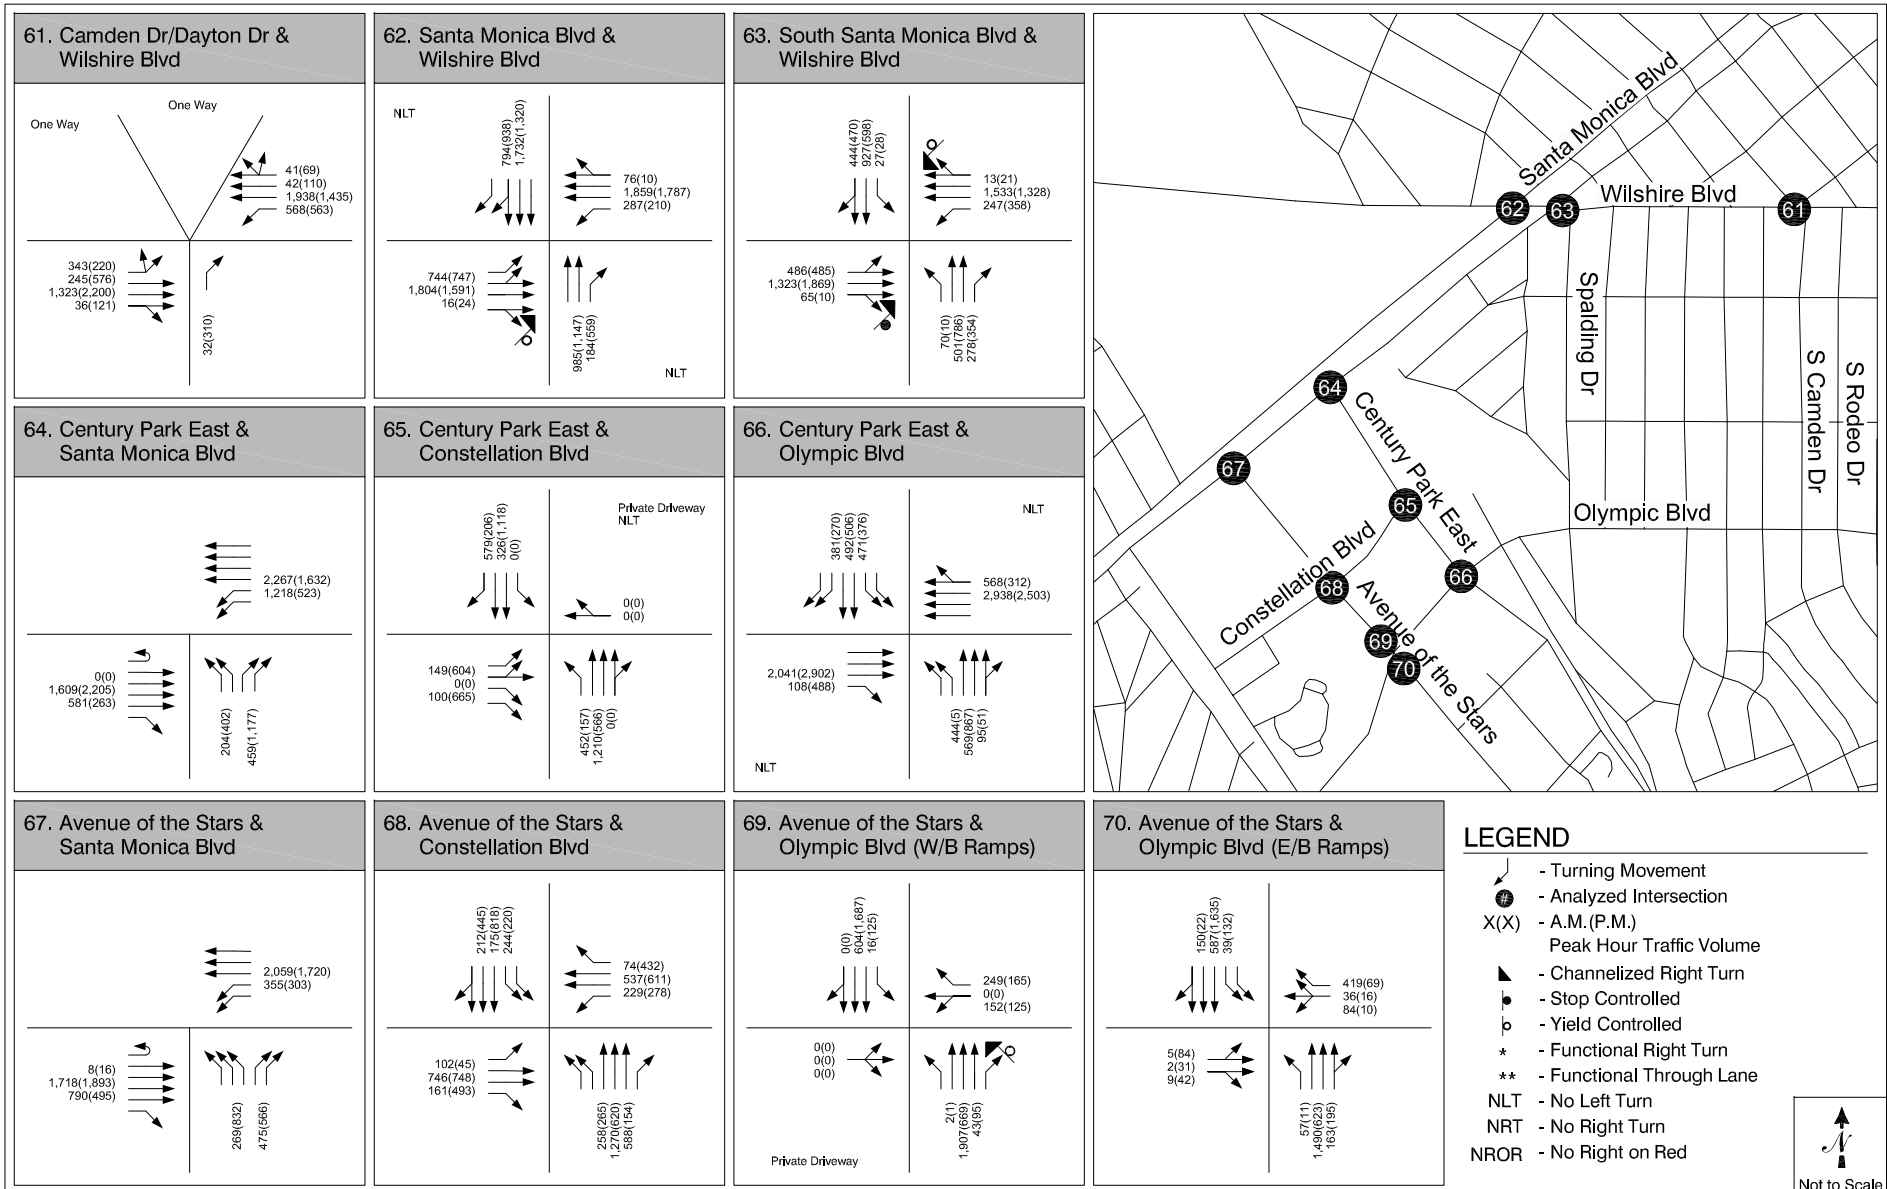 61. Camden Dr/Dayton Dr &
Wilshire Blvd
One Way
One Way
41(69)
42(110)
1,938(1,435)
568(563)
343(220)
245(576)
1,323(2,200)
36(121)
32(310)
62. Santa Monica Blvd &
Wilshire Blvd
NLT
794(938)
1,732(1,320)
76(10)
1,859(1,787)
287(210)
744(747)
1,804(1,591)
16(24)
985(1,147)
184(559)
NLT
63. South Santa Monica Blvd &
Wilshire Blvd
444(470)
927(598)
27(28)
13(21)
1,533(1,328)
247(358)
486(485)
1,323(1,869)
65(10)
70(10)
501(786)
278(354)
64. Century Park East &
Santa Monica Blvd
2,267(1,632)
1,218(523)
0(0)
1,609(2,205)
581(263)
204(402)
459(1,177)
65. Century Park East &
Constellation Blvd
Private Driveway
NLT
579(206)
326(1,118)
0(0)
0(0)
0(0)
149(604)
0(0)
100(665)
452(157)
1,210(566)
0(0)
66. Century Park East &
Olympic Blvd
NLT
381(270)
492(506)
471(376)
568(312)
2,938(2,503)
2,041(2,902)
108(488)
444(5)
569(867)
95(51)
NLT
67. Avenue of the Stars &
Santa Monica Blvd
2,059(1,720)
355(303)
8(16)
1,718(1,893)
790(495)
269(832)
475(566)
68. Avenue of the Stars &
Constellation Blvd
212(445)
175(818)
244(220)
74(432)
537(611)
229(278)
102(45)
746(748)
161(493)
258(265)
1,270(620)
588(154)
69. Avenue of the Stars &
Olympic Blvd (W/B Ramps)
0(0)
604(1,687)
16(125)
249(165)
0(0)
152(125)
0(0)
0(0)
0(0)
2(1)
1,907(669)
43(95)
Private Driveway
70. Avenue of the Stars &
Olympic Blvd (E/B Ramps)
150(22)
587(1,635)
39(132)
419(69)
36(16)
84(10)
5(84)
2(31)
9(42)
57(11)
1,490(623)
163(195)
Santa Monica Blvd
Wilshire Blvd
62
63
61
Spalding Dr
S Camden Dr
S Rodeo Dr
64
Century Park East
67
65
Olympic Blvd
Constellation Blvd
66
68
Avenue of the Stars
69
70
LEGEND
- Turning Movement
# - Analyzed Intersection
X(X) - A.M.(P.M.)
Peak Hour Traffic Volume
- Channelized Right Turn
- Stop Controlled
- Yield Controlled
* - Functional Right Turn
** - Functional Through Lane
NLT - No Left Turn
NRT - No Right Turn
NROR - No Right on Red
N
Not to Scale